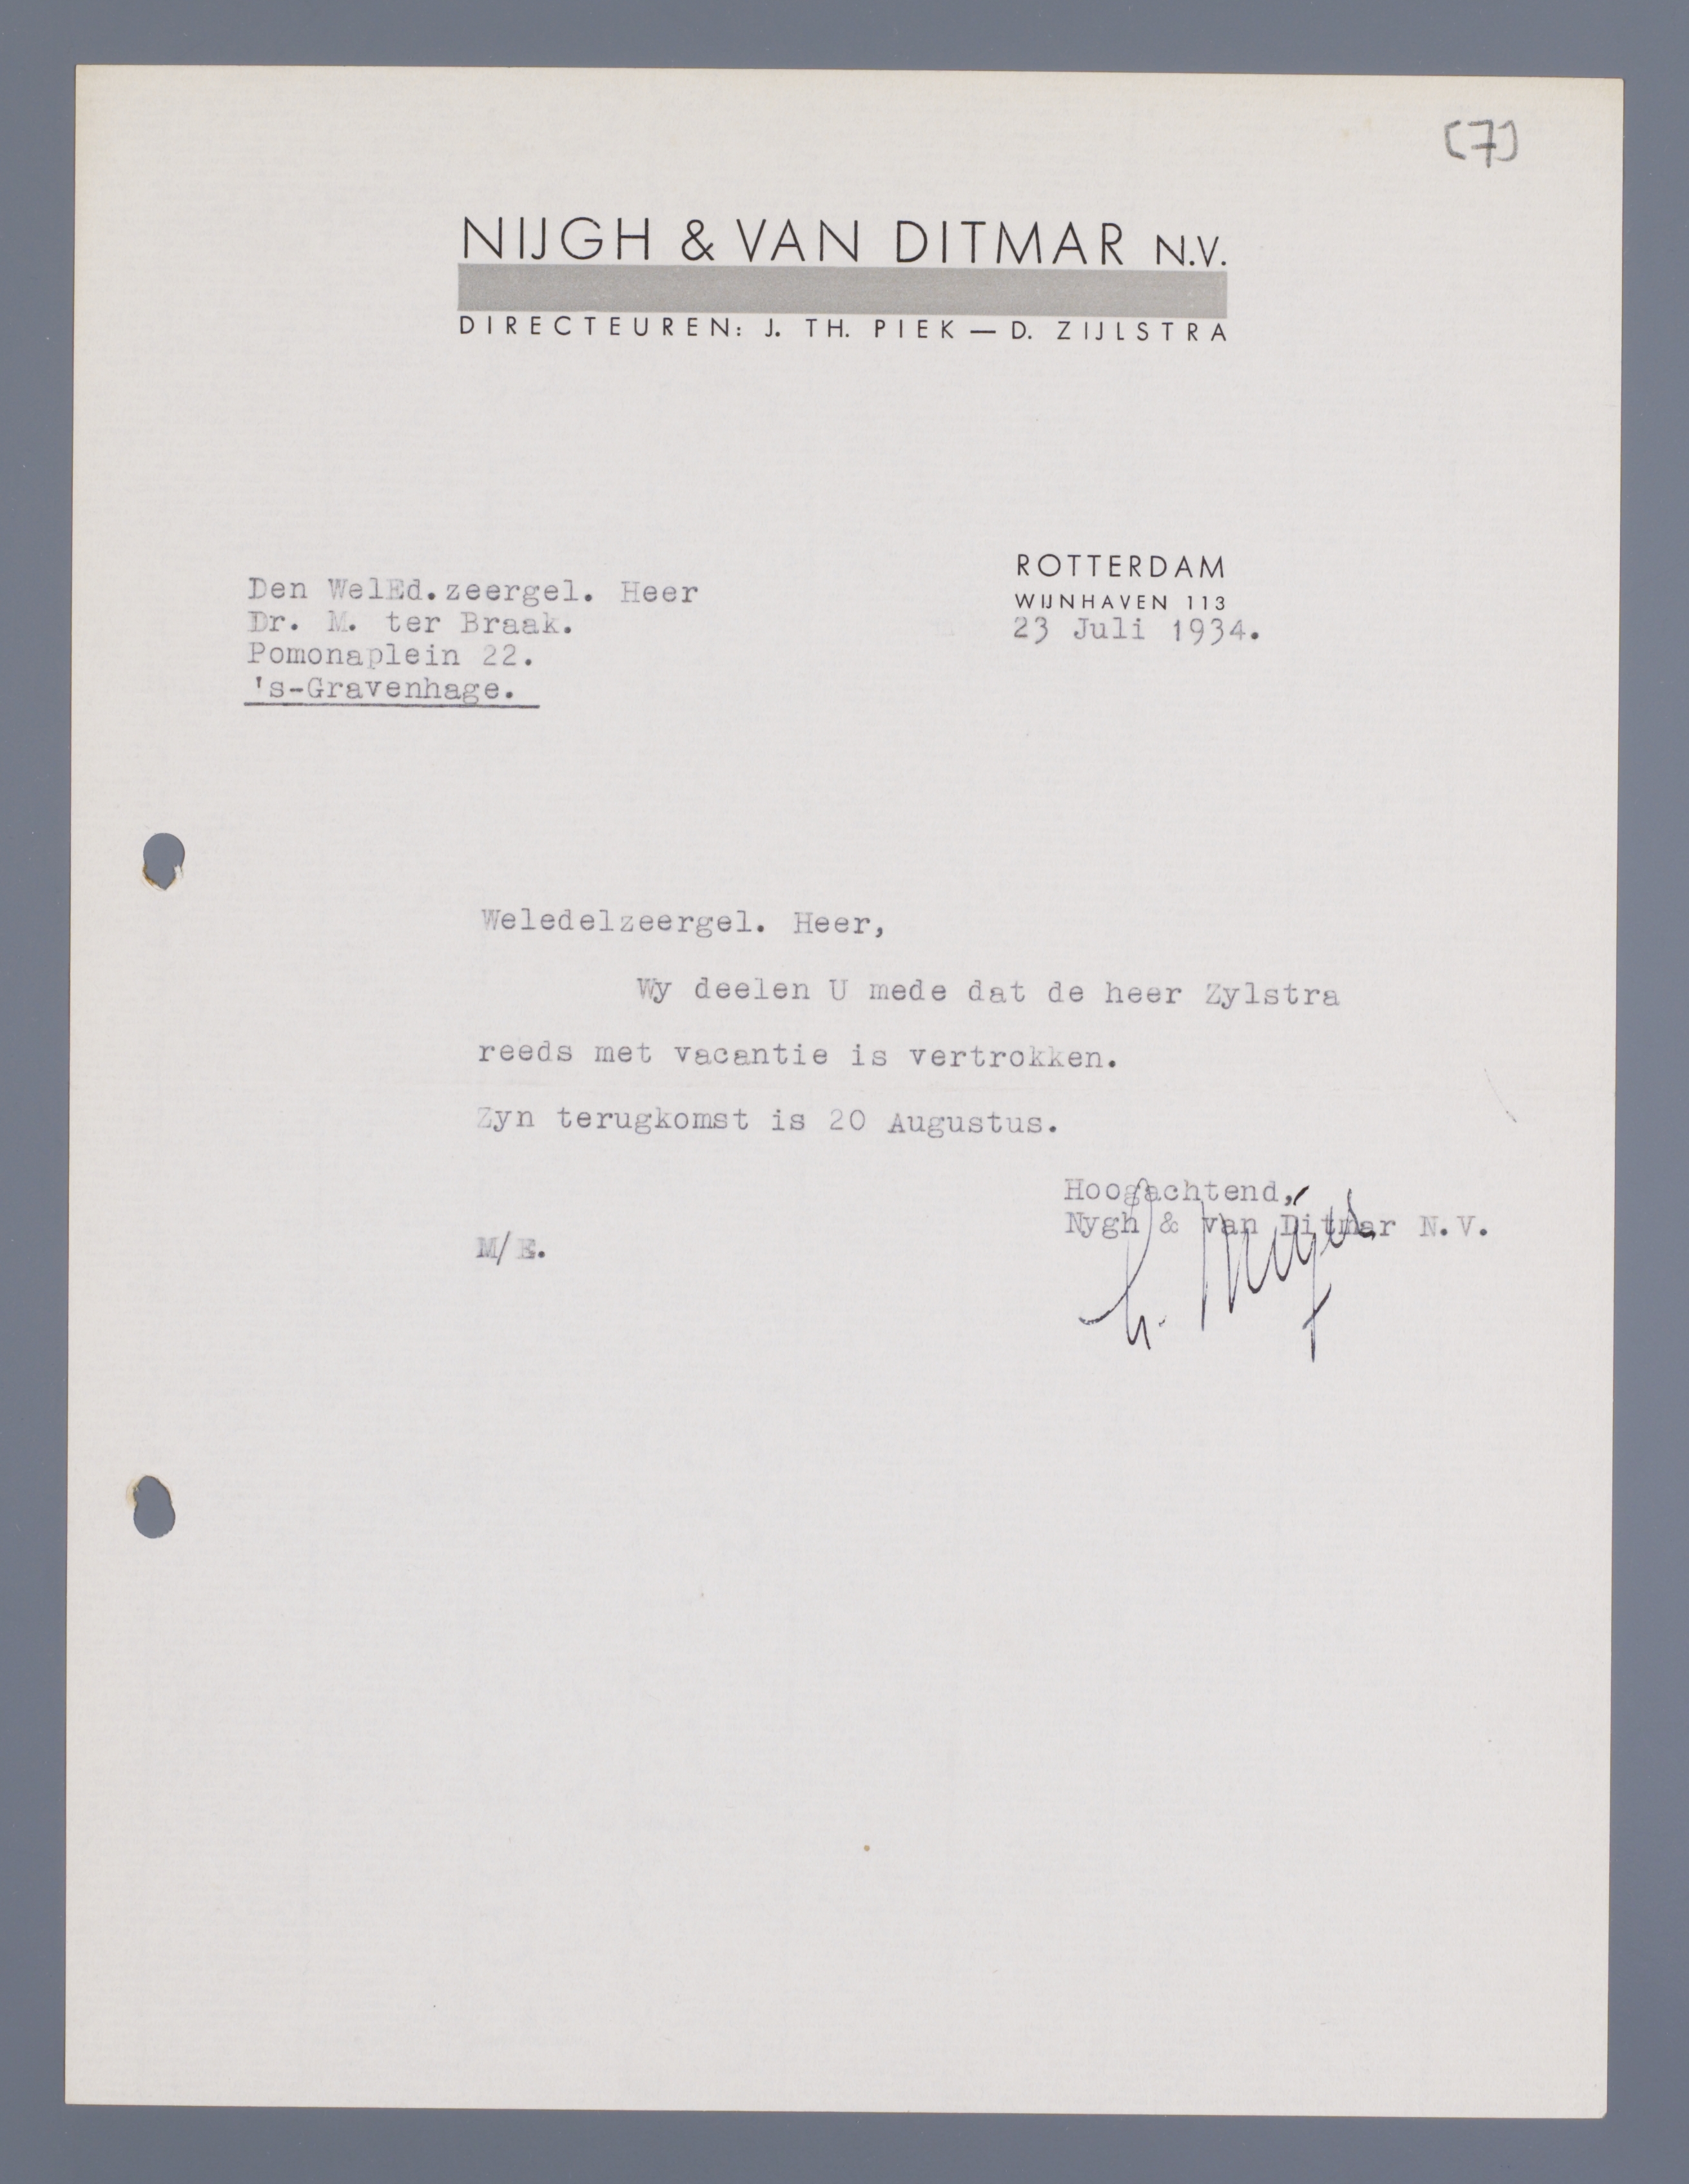 [7]
NIJGH & VAN DITMAR N.V.
DIRECTEUREN: J. TH. PIEK — D. ZIJLSTRA
ROTTERDAM
WIJNHAVEN 113
23 Juli 1934.
Den WelEd.zeergel. Heer
Dr. M. ter Braak.
Pomonaplein 22.
's-Gravenhage.
Weledelzeergel. Heer,
Wy deelen U mede dat de heer Zylstra
reeds met vacantie is vertrokken.
Zyn terugkomst is 20 Augustus.
Hoogachtend,
Nygh & van Ditmar N.V.
M/E.